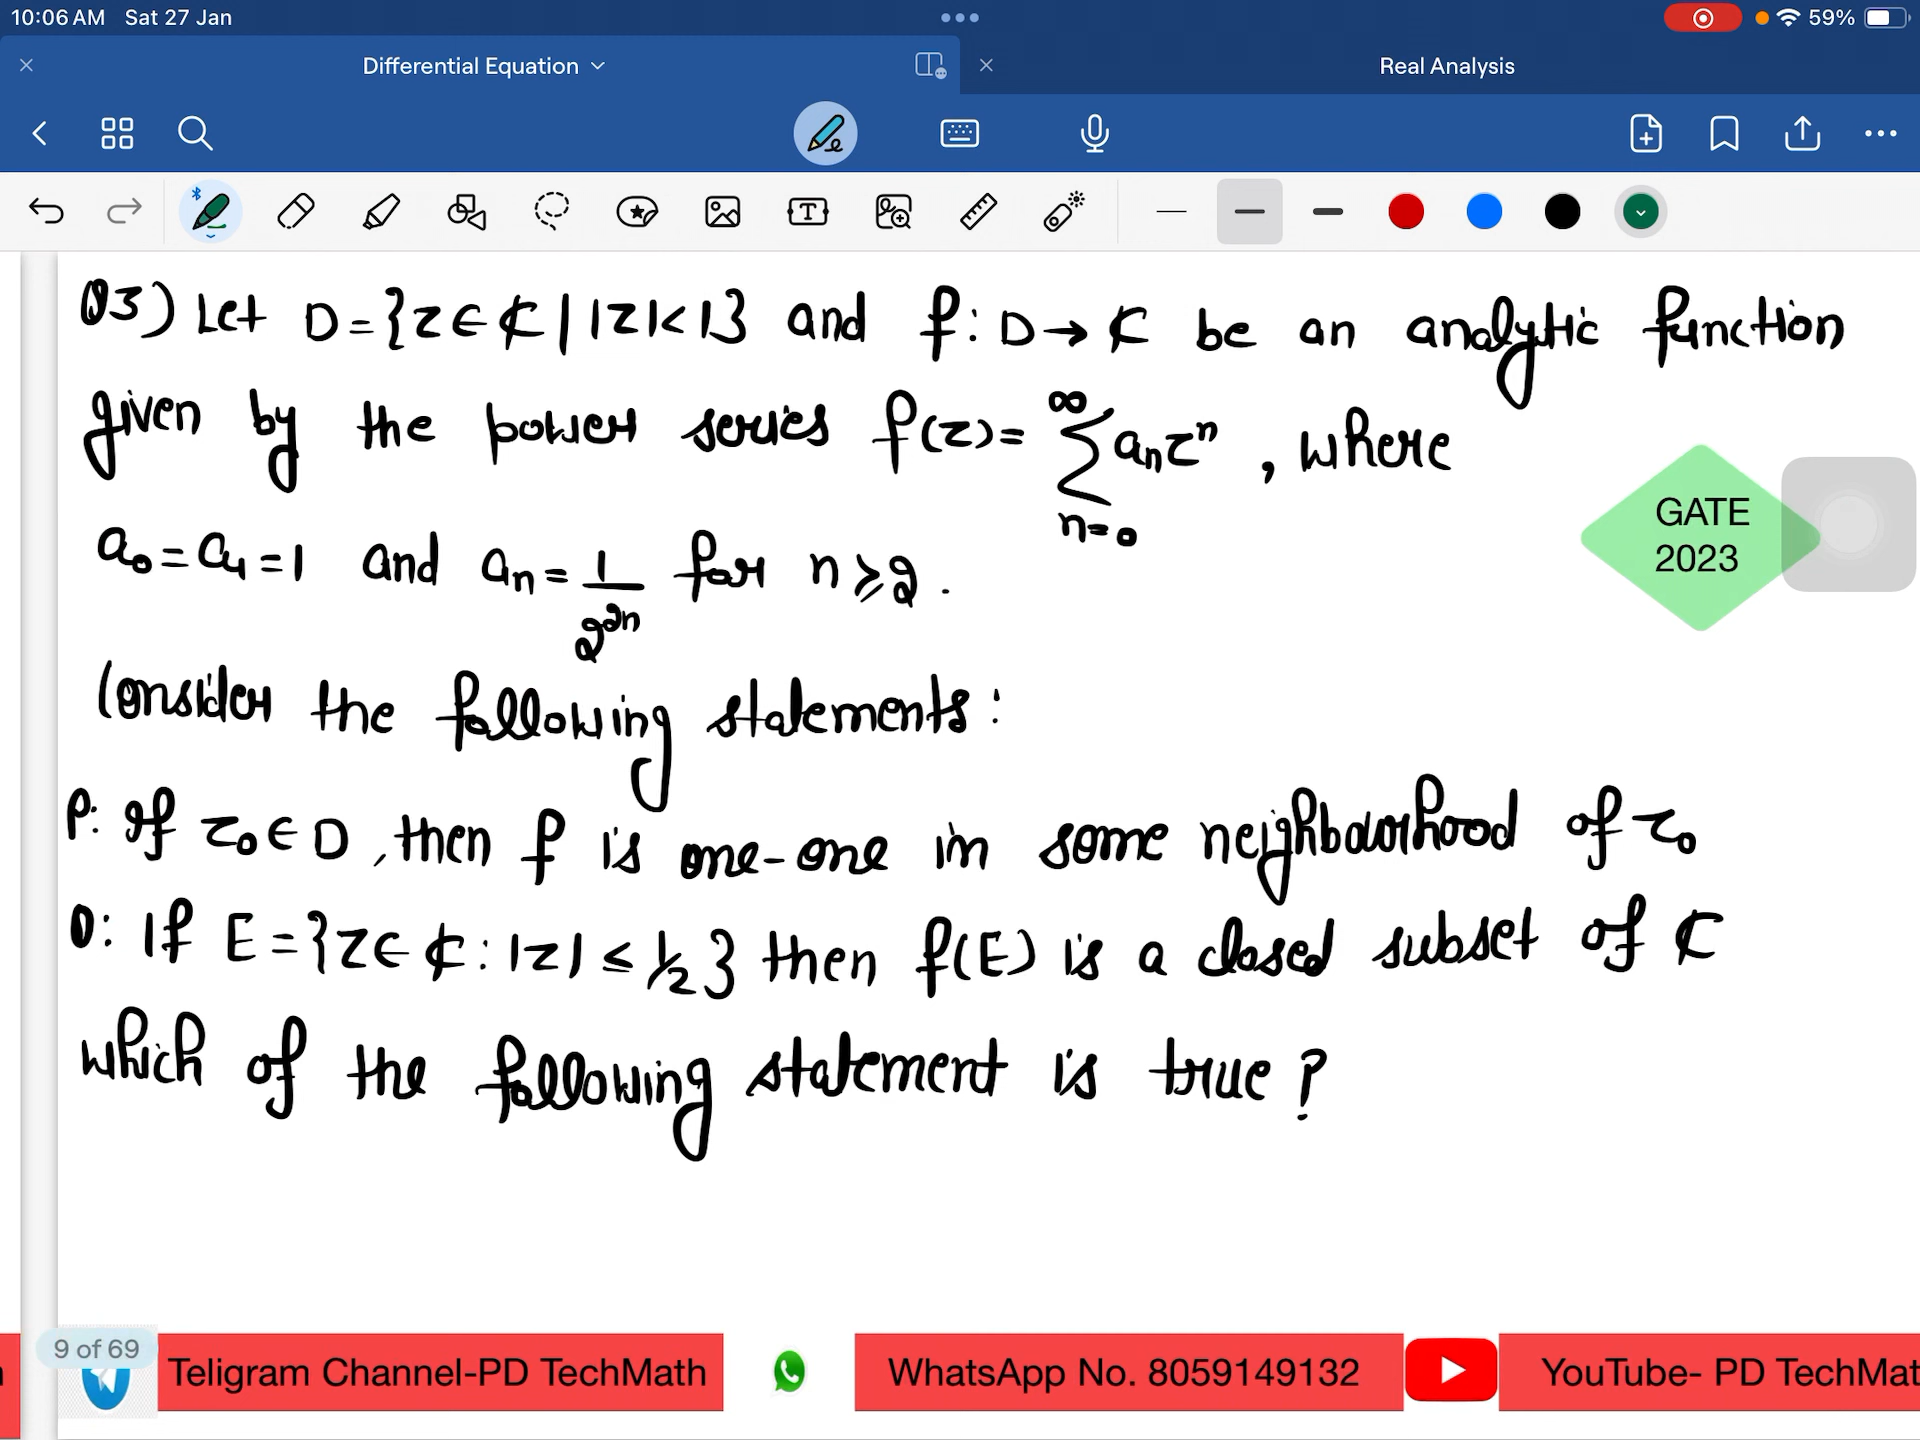 10:06 AM Sat 27 Jan
59%
Differential Equation
Real Analysis
Q3) Let D = {z ∈ ℂ | |z| < 1} and f : D → ℂ be an analytic function
given by the power series f(z) = ∑_{n=0}^{∞} a_n z^n , where
a_0 = a_1 = 1 and a_n = 1/2^{2n} for n ≥ 2 .
GATE
2023
Consider the following statements :
P: If z_0 ∈ D , then f is one-one in some neighbourhood of z_0
Q: If E = {z ∈ ℂ : |z| ≤ 1/2} then f(E) is a closed subset of ℂ
which of the following statement is true ?
9 of 69
Teligram Channel-PD TechMath
WhatsApp No. 8059149132
YouTube- PD TechMat